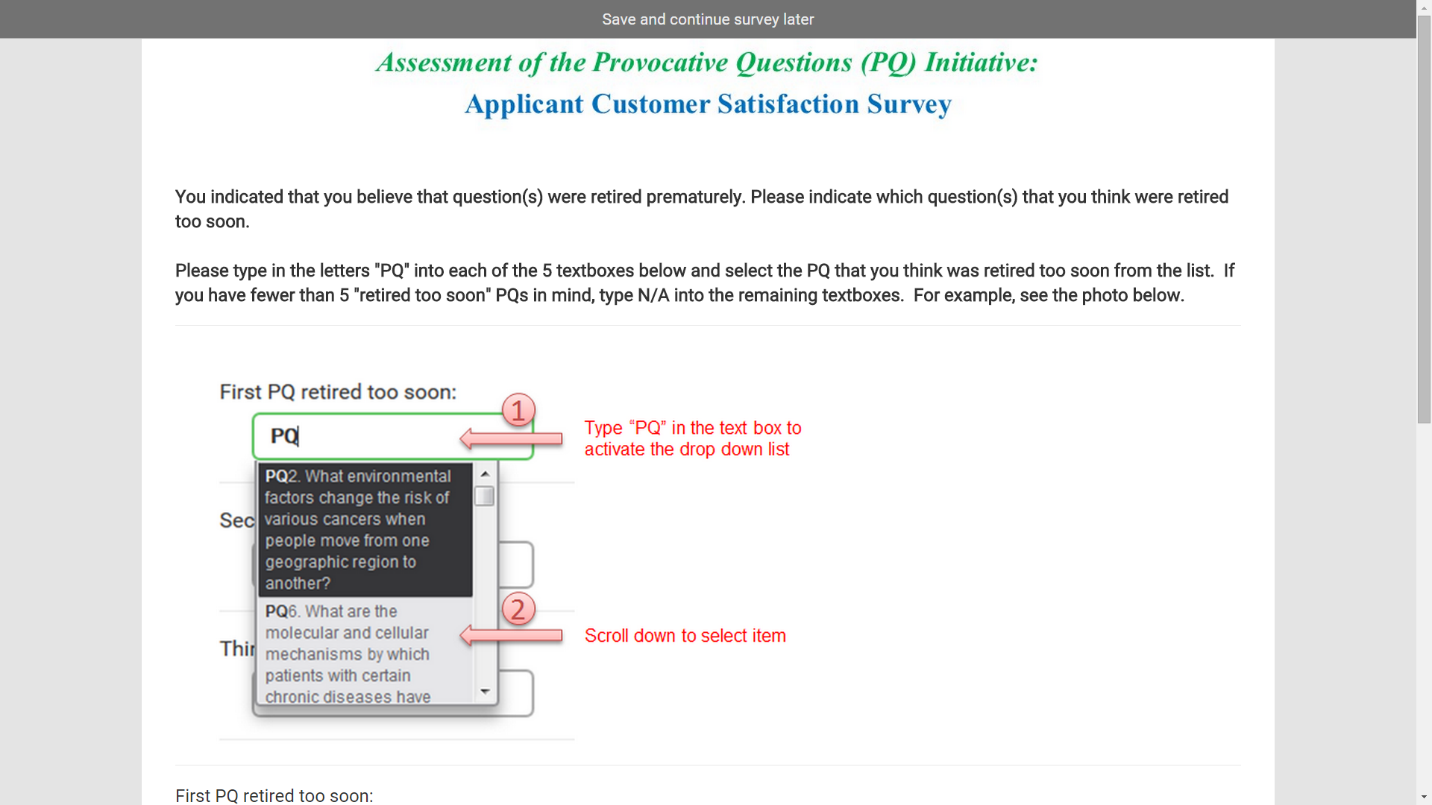 Save and continue survey later
Assessment of the Provocative Questions (PQ) Initiative:
Applicant Customer Satisfaction Survey
You indicated that you believe that question(s) were retired prematurely. Please indicate which question(s) that you think were retired
too soon.
Please type in the letters "PQ" into each of the 5 textboxes below and select the PQ that you think was retired too soon from the list.  If
you have fewer than 5 "retired too soon" PQs in mind, type N/A into the remaining textboxes.  For example, see the photo below.
First PQ retired too soon:
1
PQ
Type “PQ” in the text box to
activate the drop down list
PQ2. What environmental
factors change the risk of
Sec
various cancers when
people move from one
geographic region to
another?
2
PQ6. What are the
molecular and cellular
Scroll down to select item
Thir
mechanisms by which
patients with certain
chronic diseases have
First PQ retired too soon: